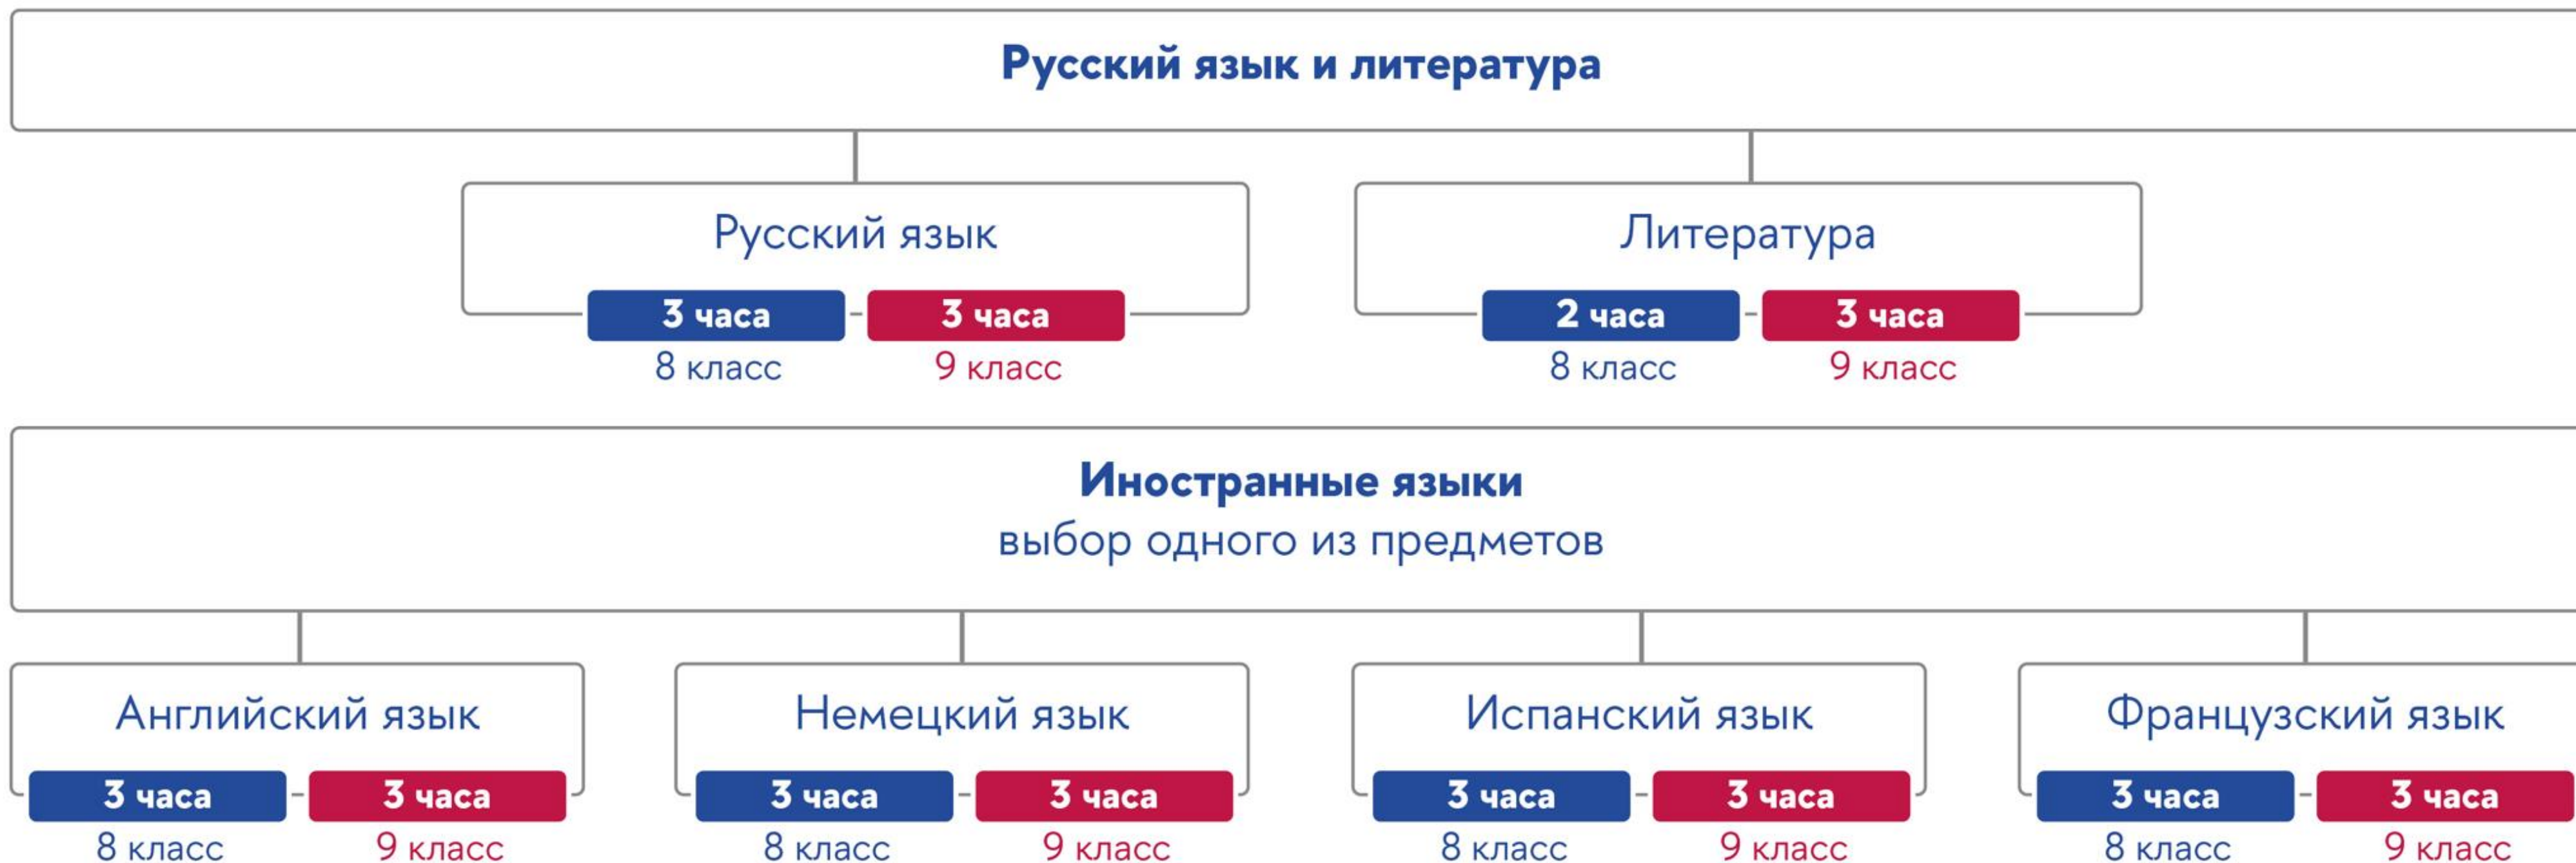 Русский язык и литература
Русский язык
Литература
3 часа
3 часа
2 часа
3 часа
8 класс
9 класс
8 класс
9 класс
Иностранные языки
выбор одного из предметов
Английский язык
Немецкий язык
Испанский язык
Французский язык
3 часа
3 часа
3 часа
3 часа
3 часа
3 часа
3 часа
3 часа
8 класс
9 класс
8 класс
9 класс
8 класс
9 класс
8 класс
9 класс